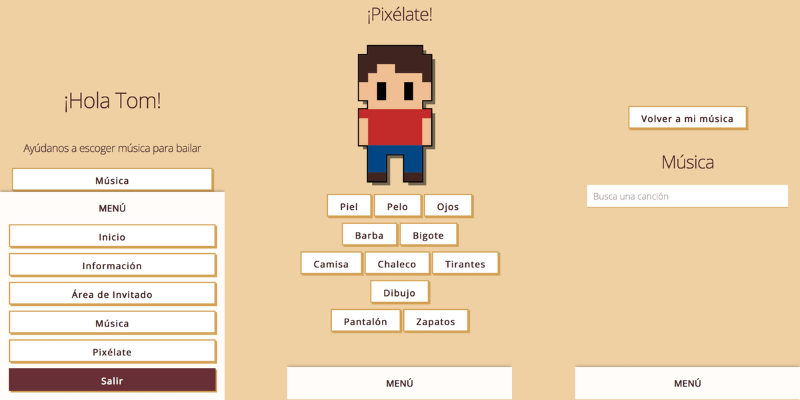 ¡Hola Tom!
Ayúdanos a escoger música para bailar
Música
MENÚ
Inicio
Información
Área de Invitado
Música
Pixélate
Salir
¡Pixélate!
Piel Pelo Ojos
Barba Bigote
Camisa Chaleco Tirantes
Dibujo
Pantalón Zapatos
MENÚ
Volver a mi música
Música
Busca una canción
MENÚ